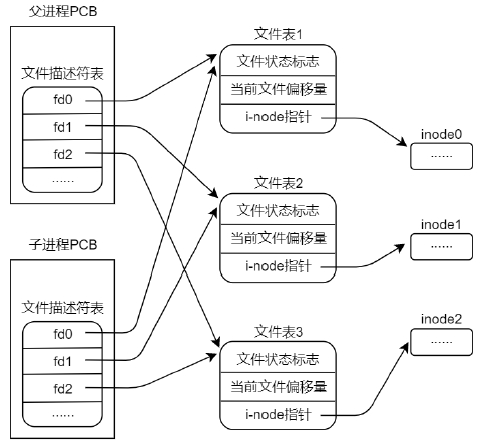 父进程PCB
文件描述符表
fd0
fd1
fd2
......
子进程PCB
文件描述符表
fd0
fd1
fd2
......
文件表1
文件状态标志
当前文件偏移量
i-node指针
文件表2
文件状态标志
当前文件偏移量
i-node指针
文件表3
文件状态标志
当前文件偏移量
i-node指针
inode0
......
inode1
......
inode2
......